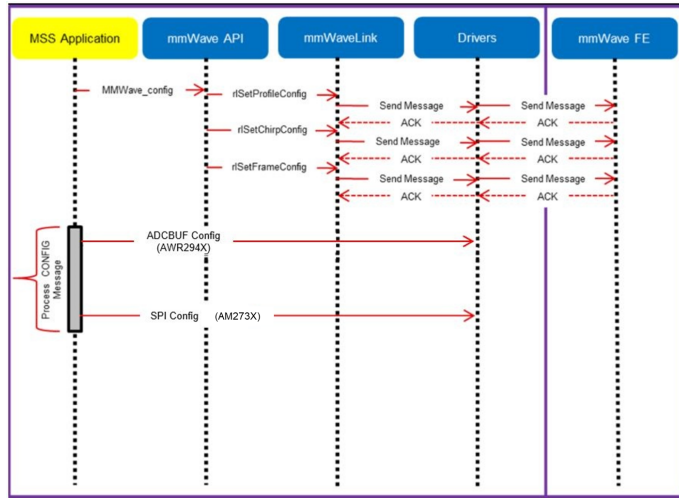 MSS Application
mmWave API
mmWaveLink
Drivers
mmWave FE
MMWave_config
rlSetProfileConfig
Send Message
Send Message
ACK
ACK
rlSetChirpConfig
Send Message
Send Message
ACK
ACK
rlSetFrameConfig
Send Message
Send Message
ACK
ACK
Process CONFIG
Message
ADCBUF Config
(AWR294X)
SPI Config (AM273X)